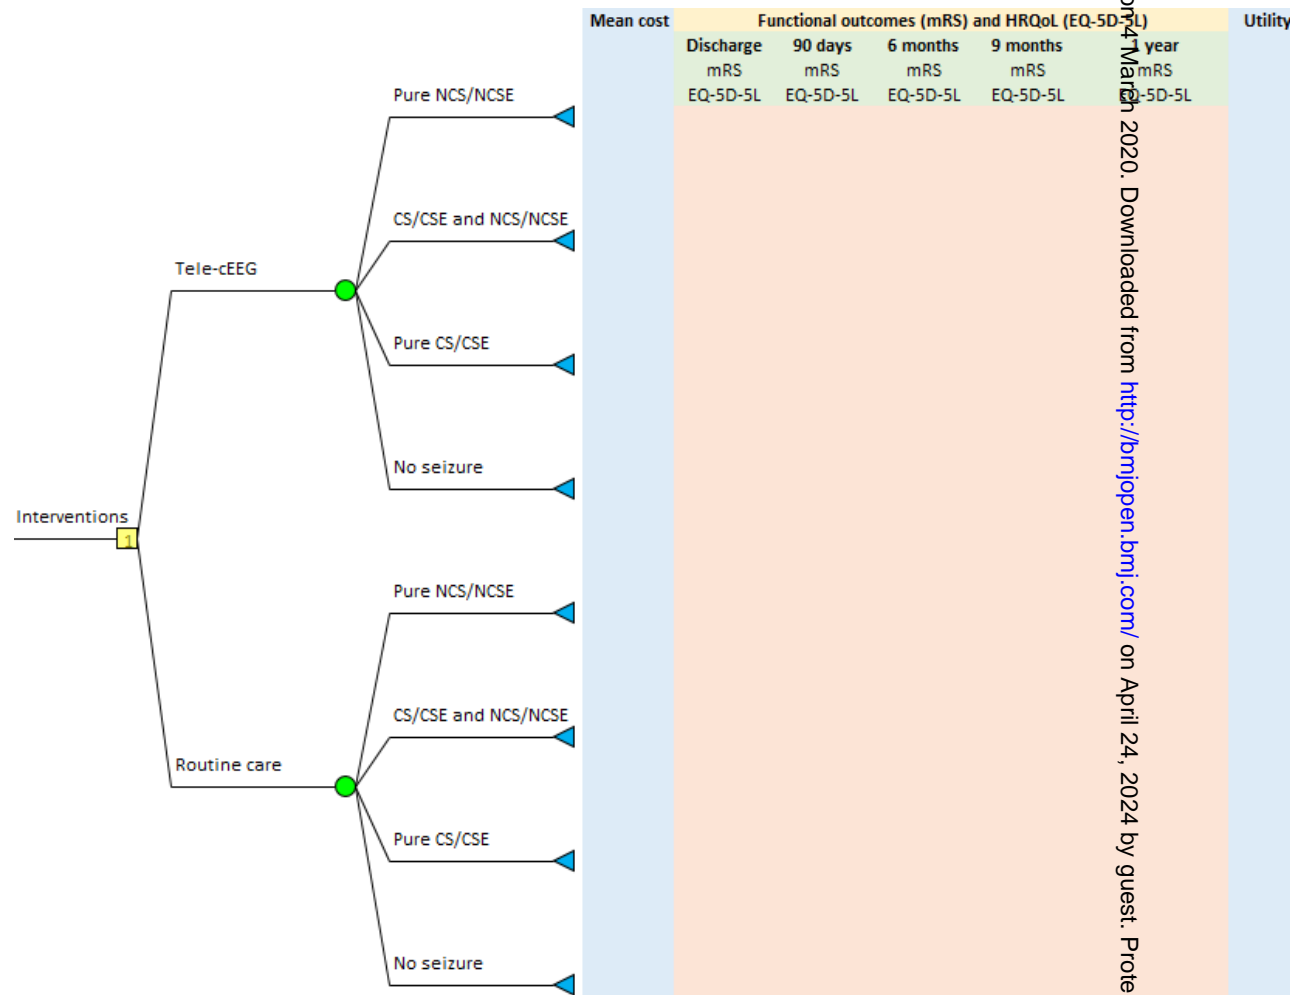 Mean cost
Functional outcomes (mRS) and HRQoL (EQ-5D-5L)
Utility
Discharge 90 days 6 months 9 months 1 year
mRS mRS mRS mRS mRS
EQ-5D-5L EQ-5D-5L EQ-5D-5L EQ-5D-5L EQ-5D-5L
Pure NCS/NCSE
CS/CSE and NCS/NCSE
Tele-cEEG
Pure CS/CSE
No seizure
Interventions
1
Pure NCS/NCSE
CS/CSE and NCS/NCSE
Routine care
Pure CS/CSE
No seizure
on 4 March 2020. Downloaded from http://bmjopen.bmj.com/ on April 24, 2024 by guest. Prote